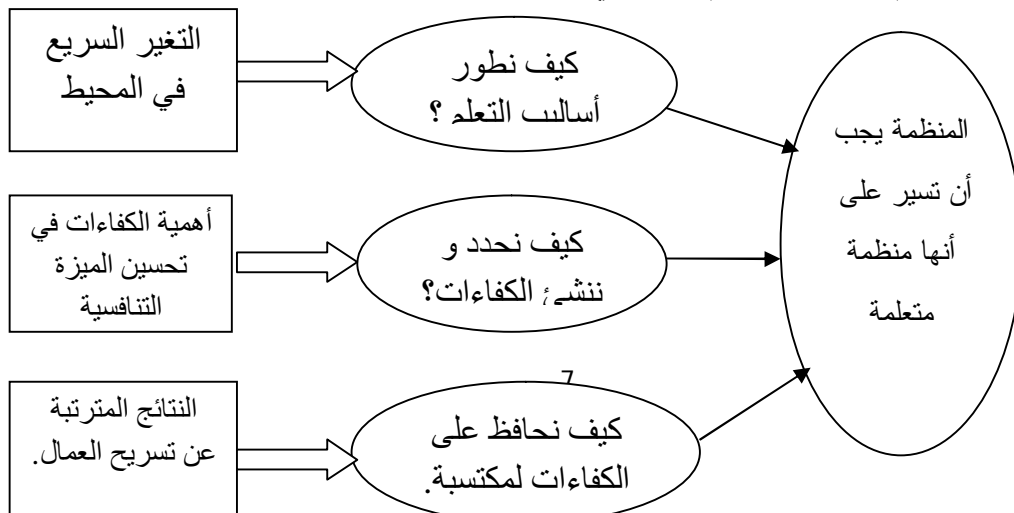 التغير السريع
في المحيط
كيف نطور
أساليب التعلم ؟
المنظمة يجب
أن تسير على
أنها منظمة
متعلمة
أهمية الكفاءات في
تحسين الميزة
التنافسية
كيف نحدد و
ننشئ الكفاءات؟
7
النتائج المترتبة
عن تسريح العمال.
كيف نحافظ على
الكفاءات لمكتسبة.